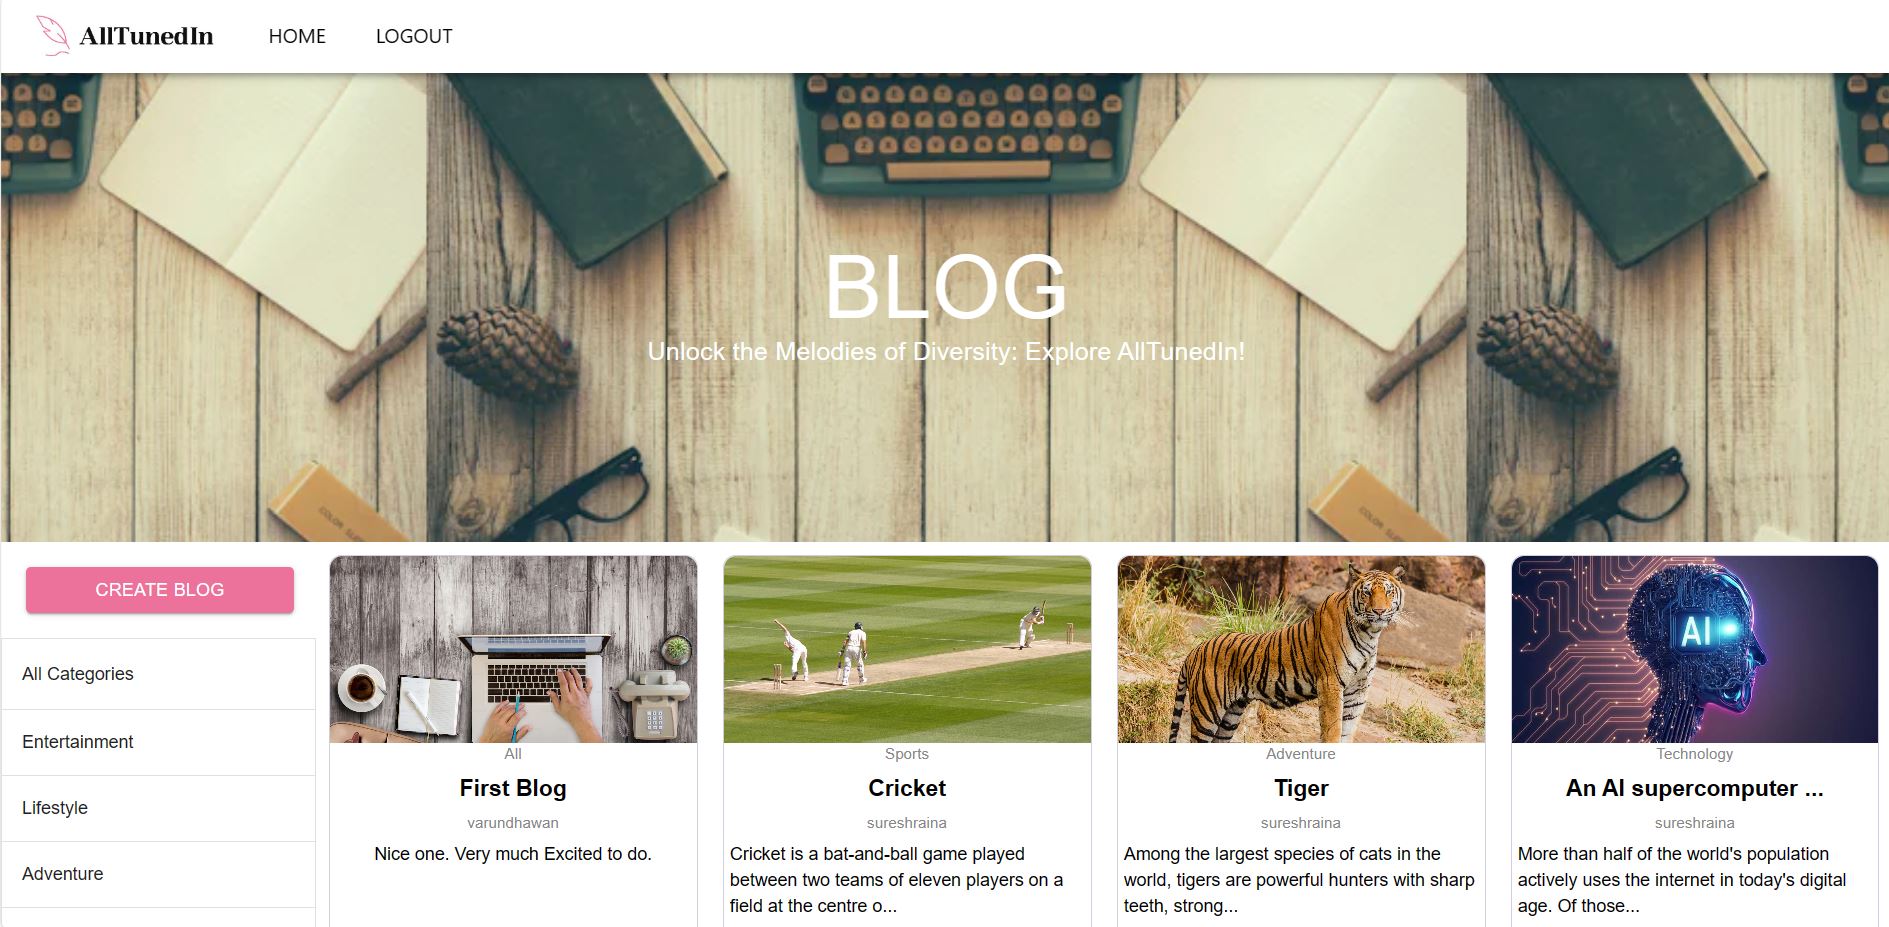 AllTunedIn
HOME
LOGOUT
BLOG
Unlock the Melodies of Diversity: Explore AllTunedIn!
CREATE BLOG
All Categories
Entertainment
Lifestyle
Adventure
AI
All
First Blog
varundhawan
Nice one. Very much Excited to do.
Sports
Cricket
sureshraina
Cricket is a bat-and-ball game played
between two teams of eleven players on a
field at the centre o...
Adventure
Tiger
sureshraina
Among the largest species of cats in the
world, tigers are powerful hunters with sharp
teeth, strong...
Technology
An AI supercomputer ...
sureshraina
More than half of the world's population
actively uses the internet in today's digital
age. Of those...